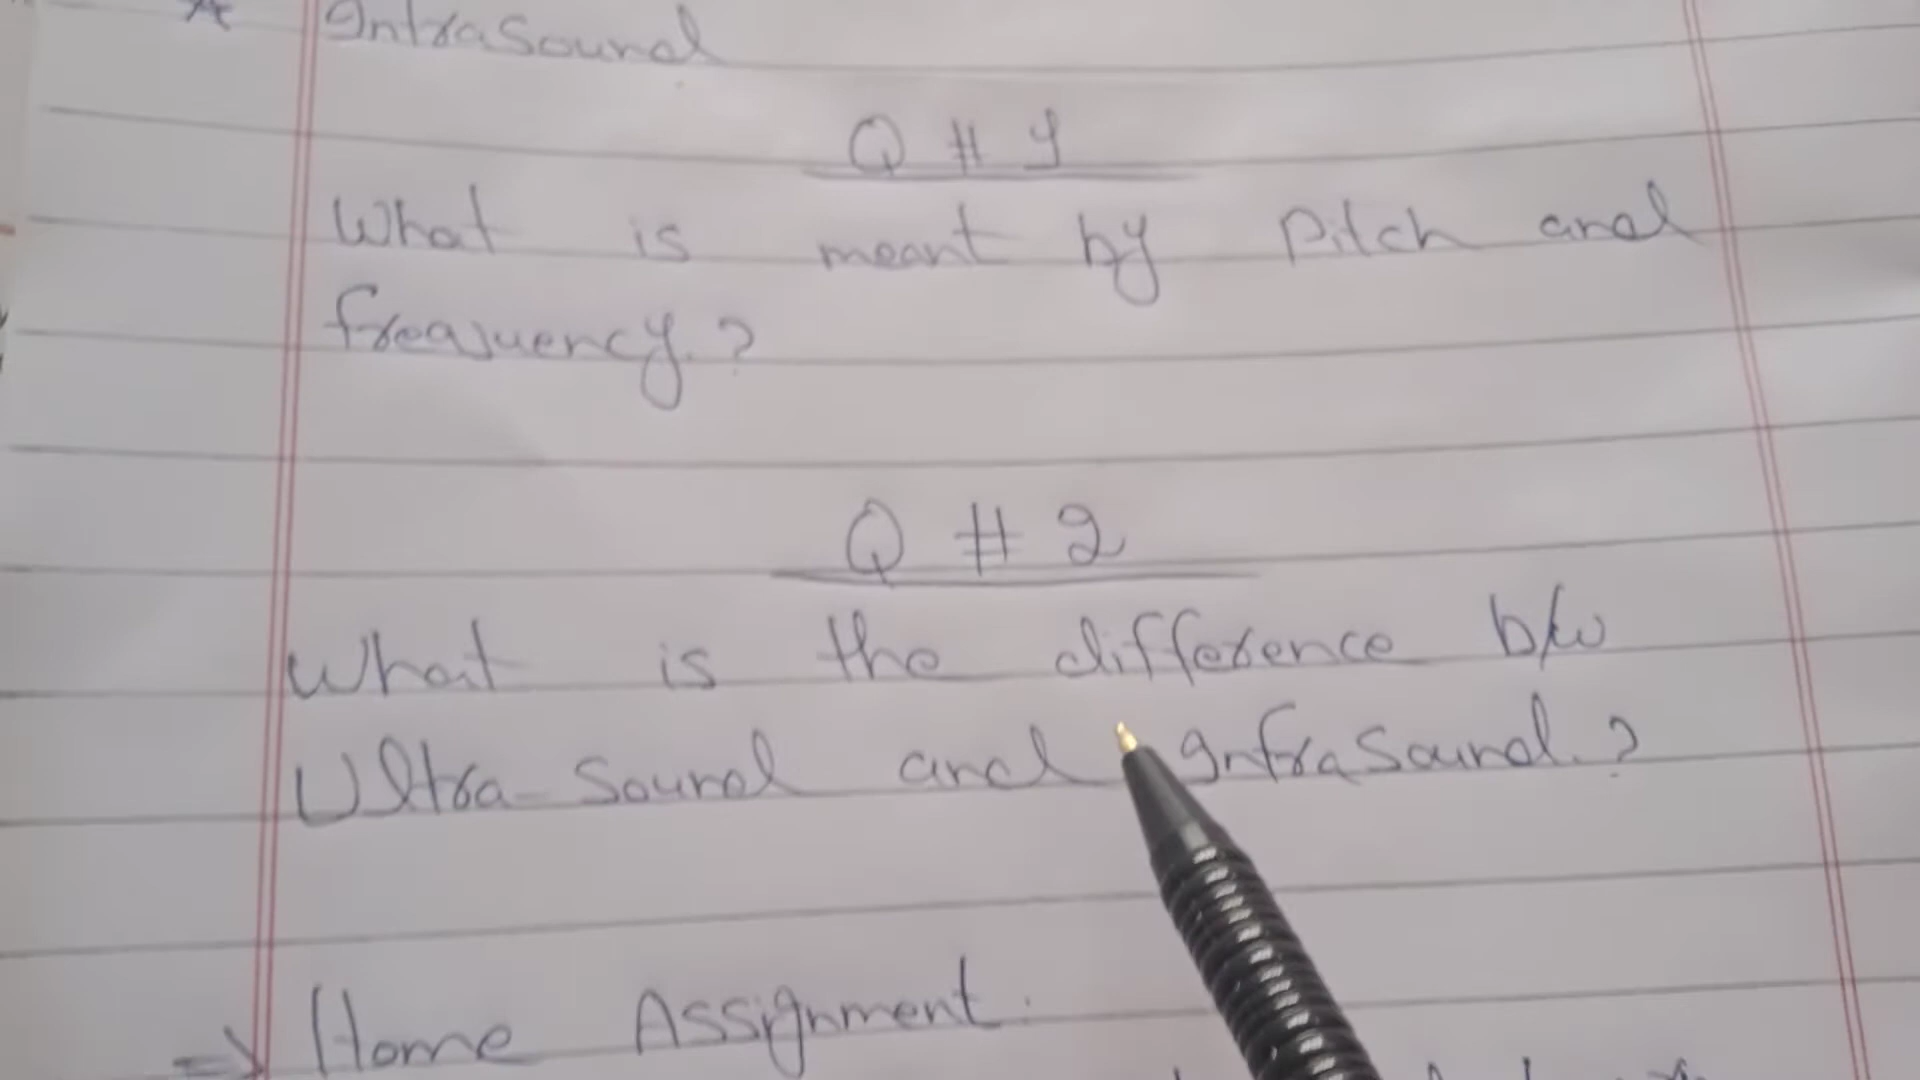 InfraSound
Q # 1
What is meant by Pitch and
frequency.?
Q # 2
What is the difference b/w
Ultra-Sound and InfraSound.?
→ Home Assignment: